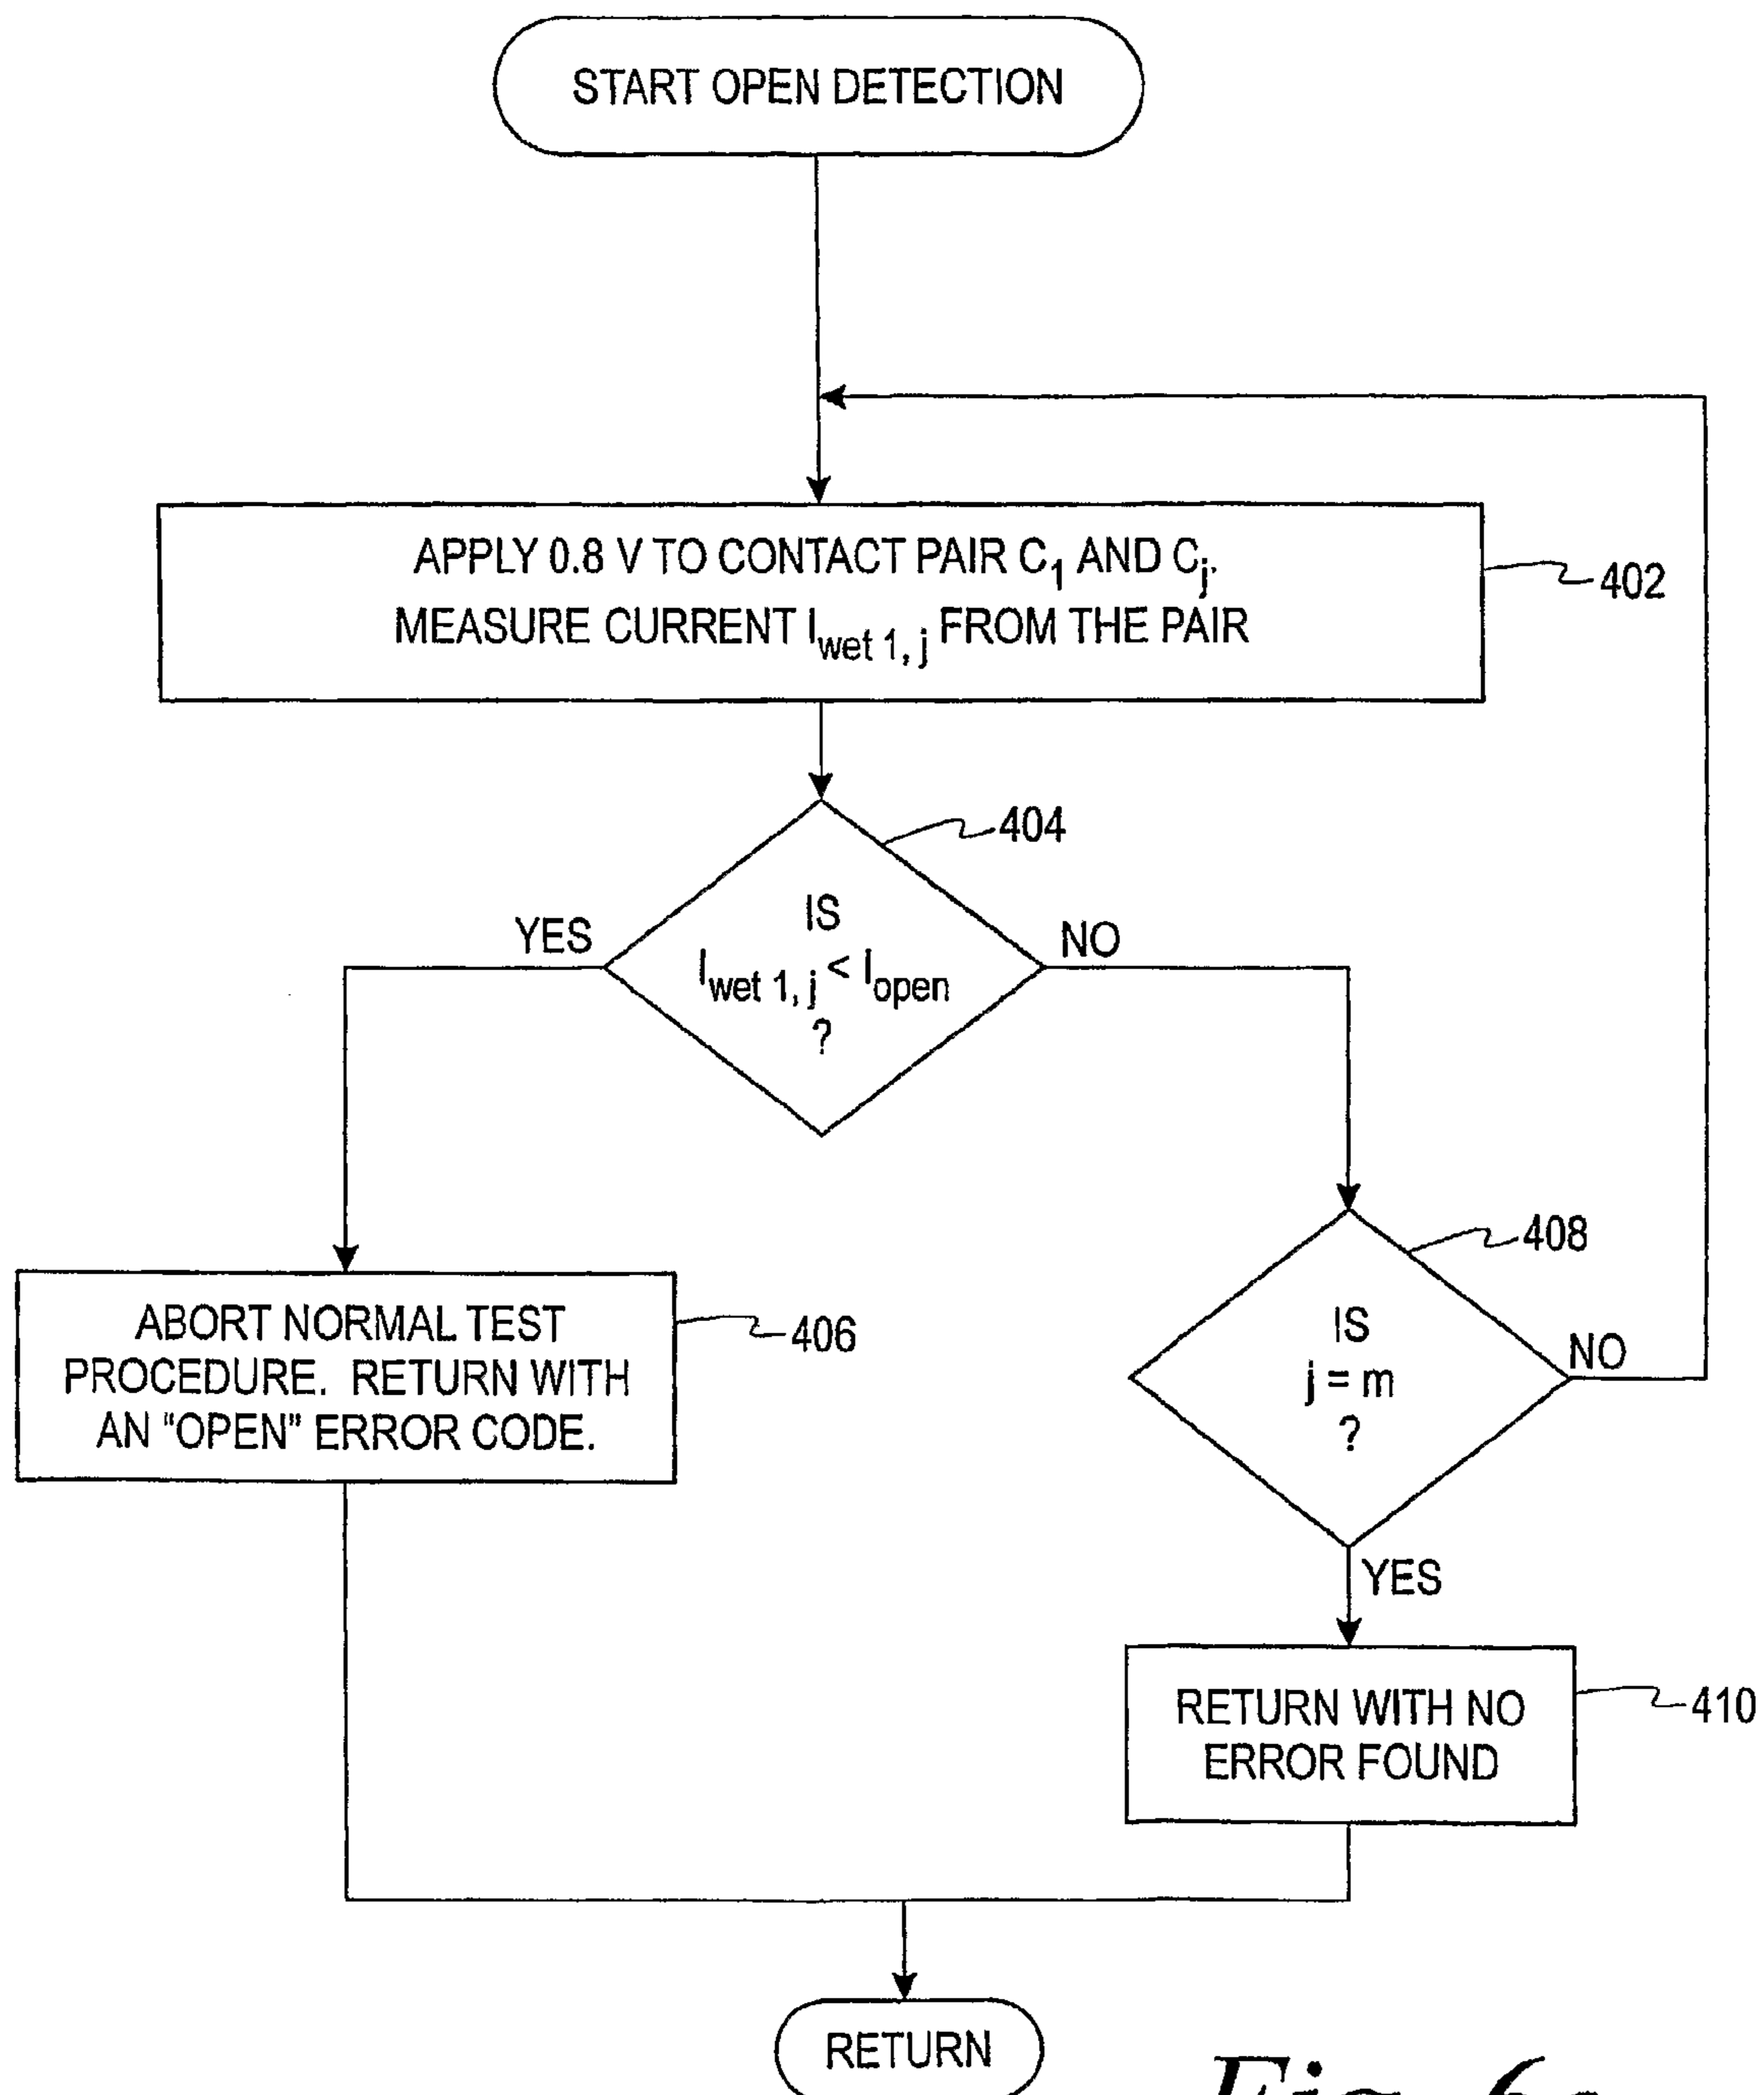 START OPEN DETECTION
APPLY 0.8 V TO CONTACT PAIR C1 AND Cj.
MEASURE CURRENT Iwet 1, j FROM THE PAIR
402
404
IS
Iwet 1, j < Iopen
?
YES
NO
408
IS
j = m
?
NO
YES
ABORT NORMAL TEST
PROCEDURE. RETURN WITH
AN "OPEN" ERROR CODE.
406
RETURN WITH NO
ERROR FOUND
410
RETURN